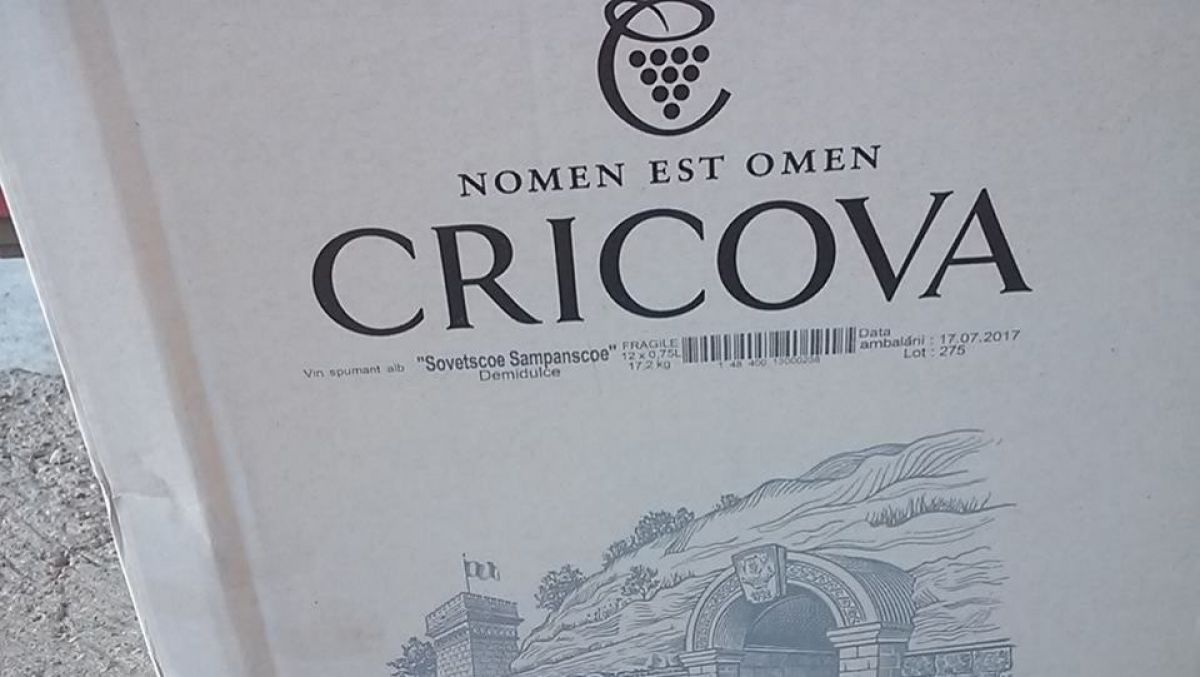 NOMEN EST OMEN
CRICOVA
Vin spumant alb "Sovetscoe Sampanscoe"
Demidulce
FRAGILE
12 x 0,75L
17,2 kg
Data
ambalării : 17.07.2017
Lot : 275